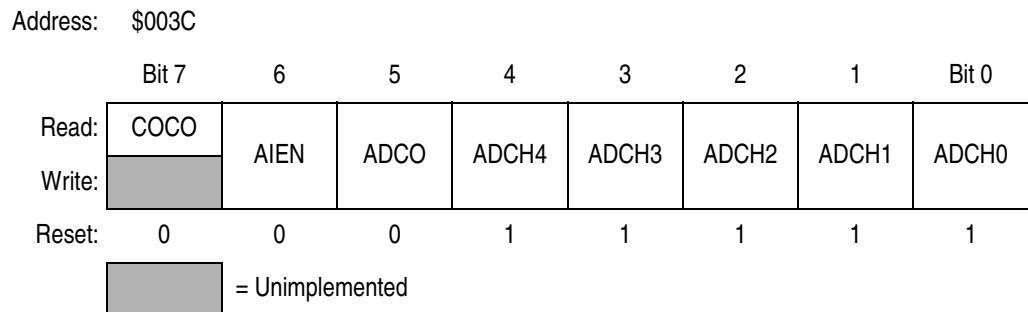 Address: $003C
Bit 7 6 5 4 3 2 1 Bit 0
Read: COCO
AIEN ADCO ADCH4 ADCH3 ADCH2 ADCH1 ADCH0
Write:
Reset: 0 0 0 1 1 1 1 1
= Unimplemented